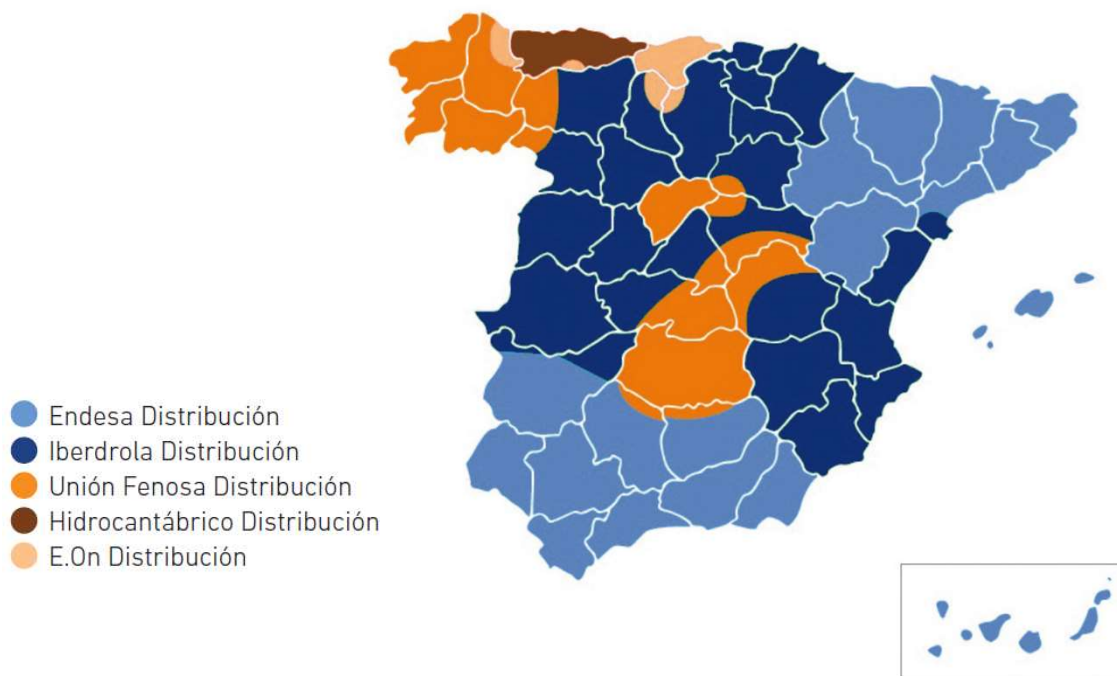 Endesa Distribución
Iberdrola Distribución
Unión Fenosa Distribución
Hidrocantábrico Distribución
E.On Distribución